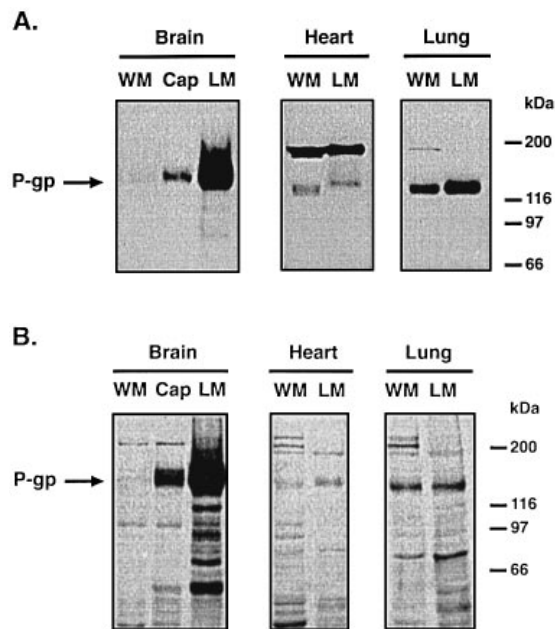 A.
Brain Heart Lung
WM Cap LM WM LM WM LM
kDa
200
P-gp
116
97
66
B.
Brain Heart Lung
WM Cap LM WM LM WM LM
kDa
200
P-gp
116
97
66